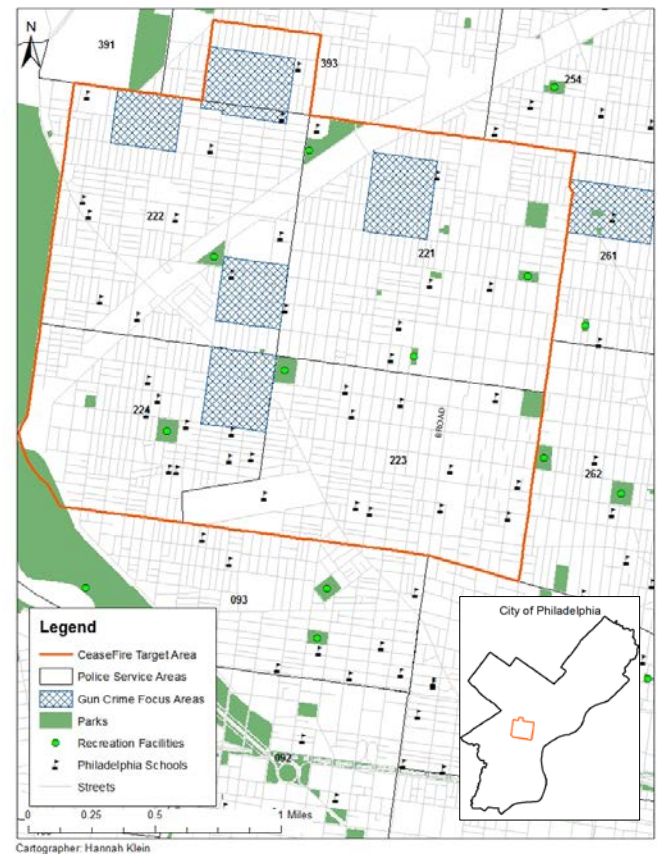 N
391
393
254
222
221
261
224
BROAD
223
262
093
City of Philadelphia
Legend
CeaseFire Target Area
Police Service Areas
Gun Crime Focus Areas
Parks
Recreation Facilities
Philadelphia Schools
Streets
092
0 0.25 0.5 1 Miles
Cartographer: Hannah Klein